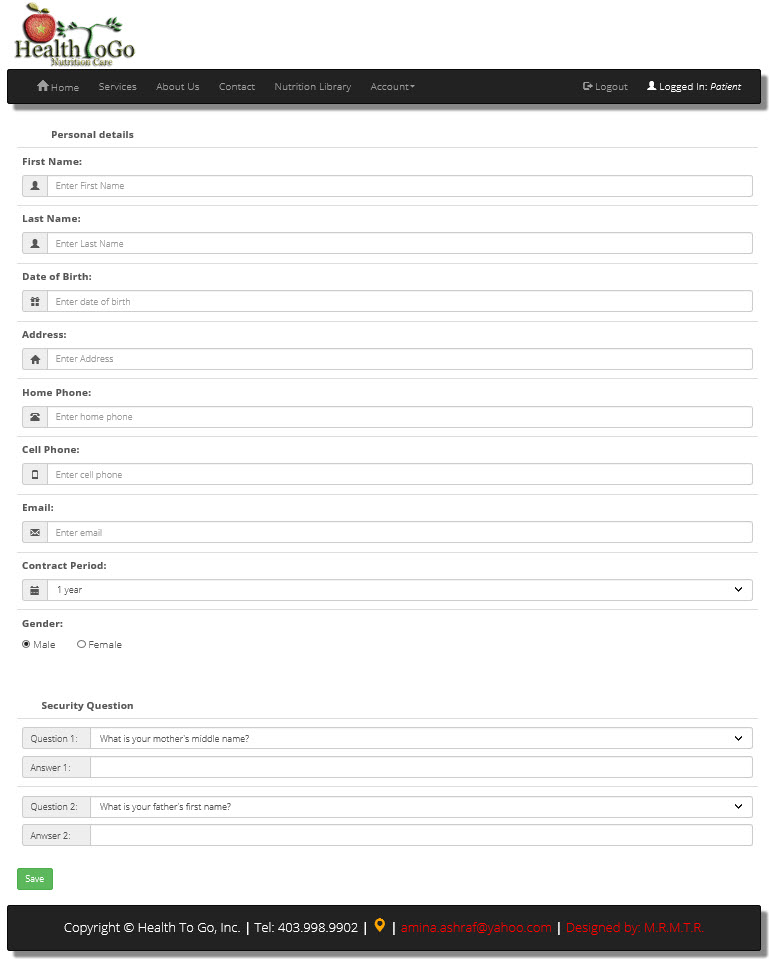 HealthToGo
Nutrition Care
Home Services About Us Contact Nutrition Library Account Logout Logged In: Patient
Personal details
First Name:
Enter First Name
Last Name:
Enter Last Name
Date of Birth:
Enter date of birth
Address:
Enter Address
Home Phone:
Enter home phone
Cell Phone:
Enter cell phone
Email:
Enter email
Contract Period:
1 year
Gender:
Male Female
Security Question
Question 1: What is your mother's middle name?
Answer 1:
Question 2: What is your father's first name?
Anwser 2:
Save
Copyright © Health To Go, Inc. | Tel: 403.998.9902 | | amina.ashraf@yahoo.com | Designed by: M.R.M.T.R.